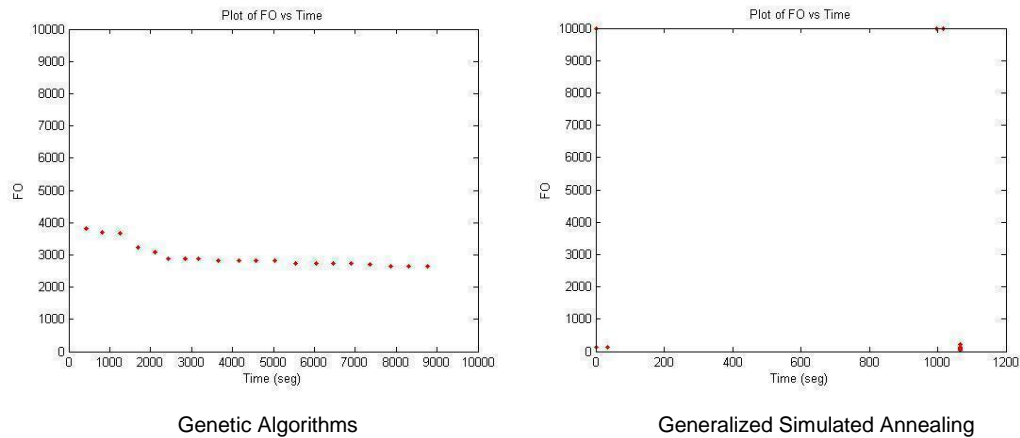 Plot of FO vs Time
10000
9000
8000
7000
6000
5000
4000
3000
2000
1000
0
FO
0 1000 2000 3000 4000 5000 6000 7000 8000 9000 10000
Time (seg)
Genetic Algorithms
Plot of FO vs Time
10000
9000
8000
7000
6000
5000
4000
3000
2000
1000
0
FO
0 200 400 600 800 1000 1200
Time (seg)
Generalized Simulated Annealing